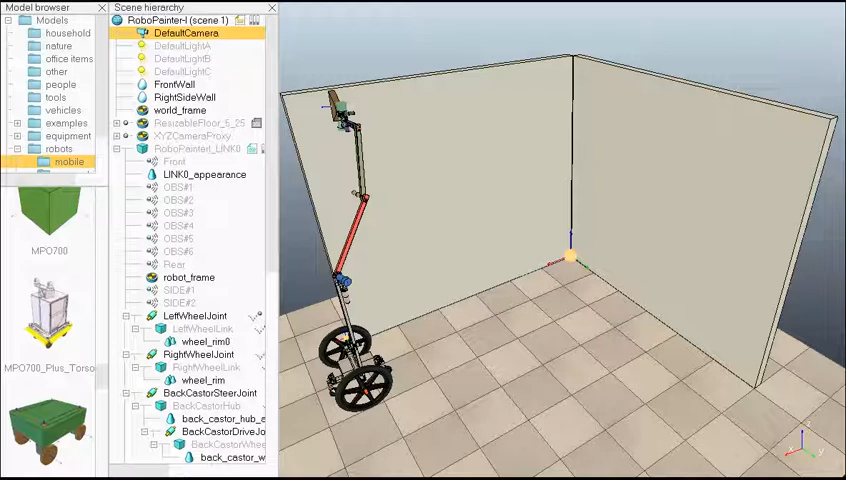 Model browser
Models
household
nature
office items
other
people
tools
vehicles
examples
equipment
robots
mobile
MPO700
MPO700_Plus_Torso
Scene hierarchy
RoboPainter-I (scene 1)
DefaultCamera
DefaultLightA
DefaultLightB
DefaultLightC
FrontWall
RightSideWall
world_frame
ResizableFloor_5_25
XYZCameraProxy
RoboPainterI_LINK0
Front
LINK0_appearance
OBS#1
OBS#2
OBS#3
OBS#4
OBS#5
OBS#6
Rear
robot_frame
SIDE#1
SIDE#2
LeftWheelJoint
LeftWheelLink
wheel_rim0
RightWheelJoint
RightWheelLink
wheel_rim
BackCastorSteerJoint
BackCastorHub
back_castor_hub_a
BackCastorDriveJo
BackCastorWhee
back_castor_w
x
y
z